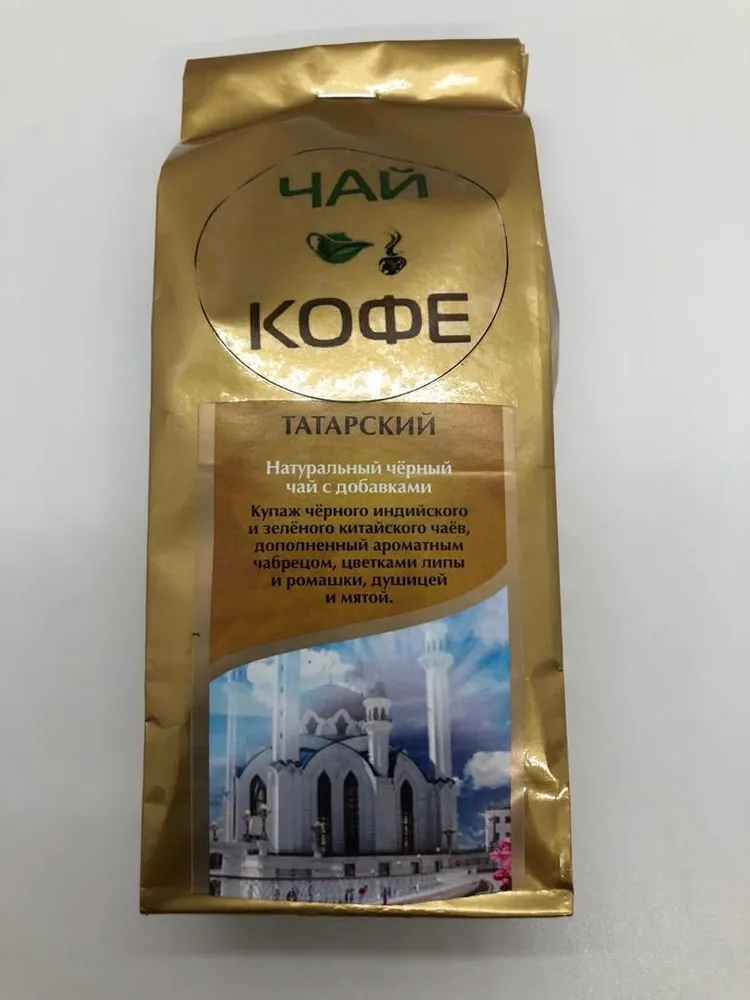 ЧАЙ
КОФЕ
ТАТАРСКИЙ
Натуральный чёрный
чай с добавками
Купаж чёрного индийского
и зелёного китайского чаёв,
дополненный ароматным
чабрецом, цветками липы
и ромашки, душицей
и мятой.